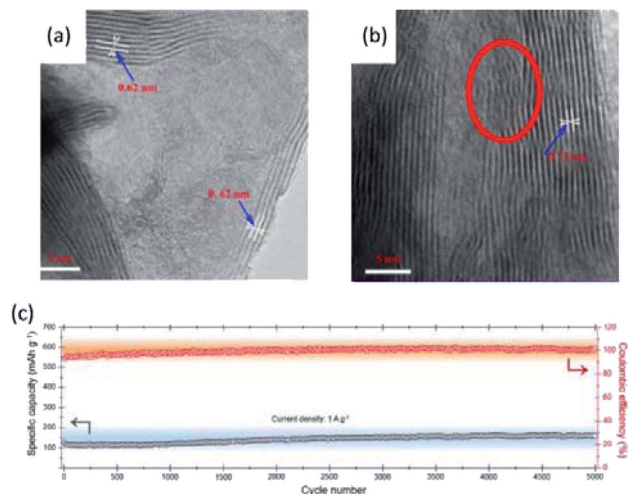 (a)
0.62 nm
0. 62 nm
(b)
5 nm
(c)
Specific capacity (mAh g⁻¹)
700
600
500
400
300
200
100
Current density: 1 A g⁻¹
120
100
80
60
40
20
0
Coulombic efficiency (%)
0 500 1000 1500 2000 2500 3000 3500 4000 4500 5000
Cycle number